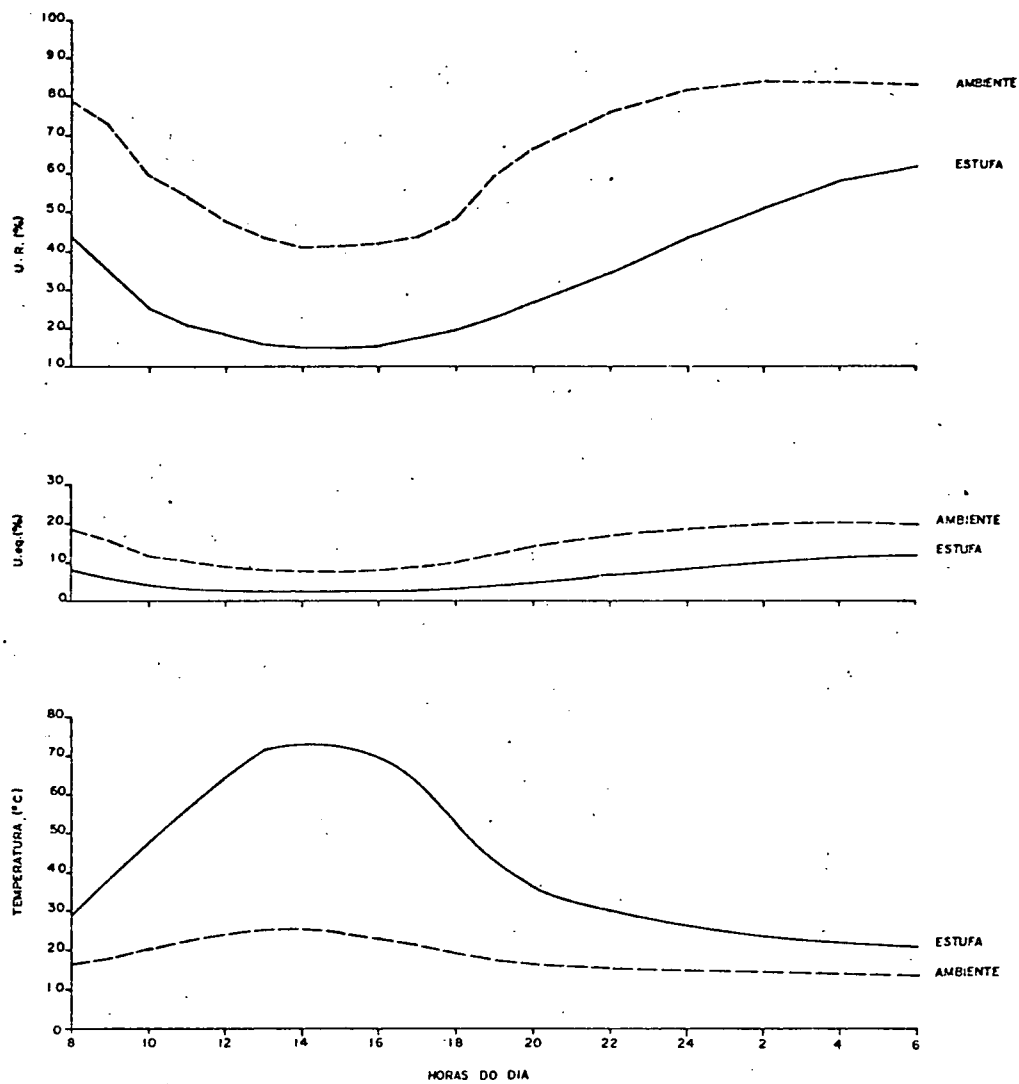 100
90
80
70
60
50
40
30
20
10
U. R. (%)
AMBIENTE
ESTUFA
30
20
10
0
U.eq.(%)
AMBIENTE
ESTUFA
80
70
60
50
40
30
20
10
0
TEMPERATURA, (°C)
ESTUFA
AMBIENTE
8 10 12 14 16 18 20 22 24 2 4 6
HORAS DO DIA